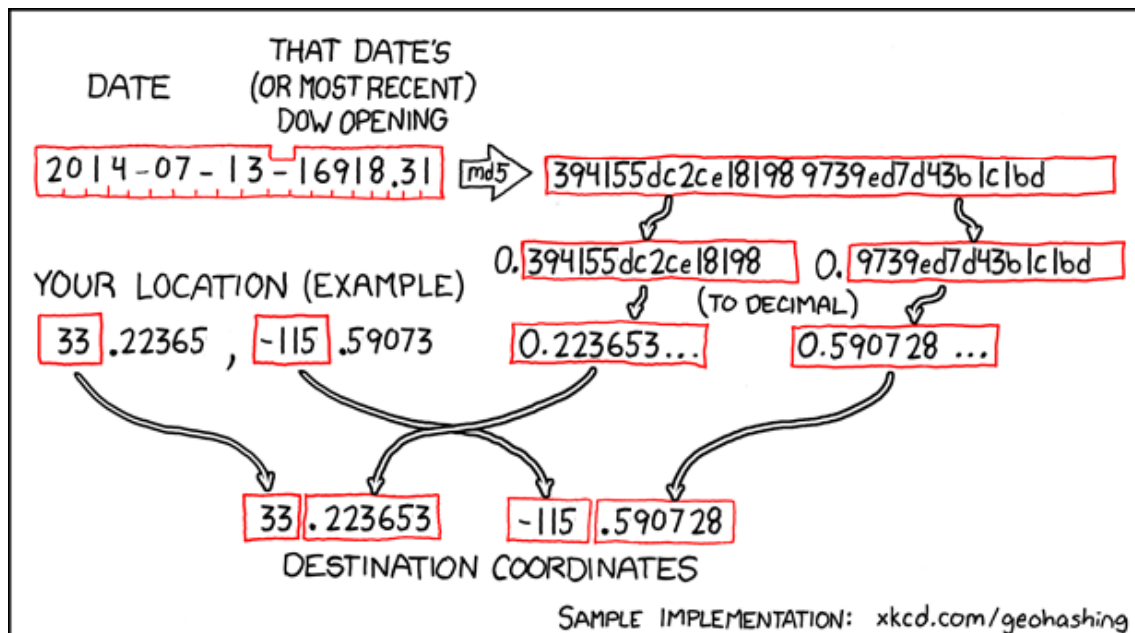 DATE
THAT DATE'S
(OR MOST RECENT)
DOW OPENING
2014-07-13-16918.31
md5
394155dc2ce181989739ed7d43b1c1bd
0.394155dc2ce18198
0.9739ed7d43b1c1bd
YOUR LOCATION (EXAMPLE)
(TO DECIMAL)
33.22365, -115.59073
0.223653...
0.590728...
33.223653
-115.590728
DESTINATION COORDINATES
SAMPLE IMPLEMENTATION: xkcd.com/geohashing